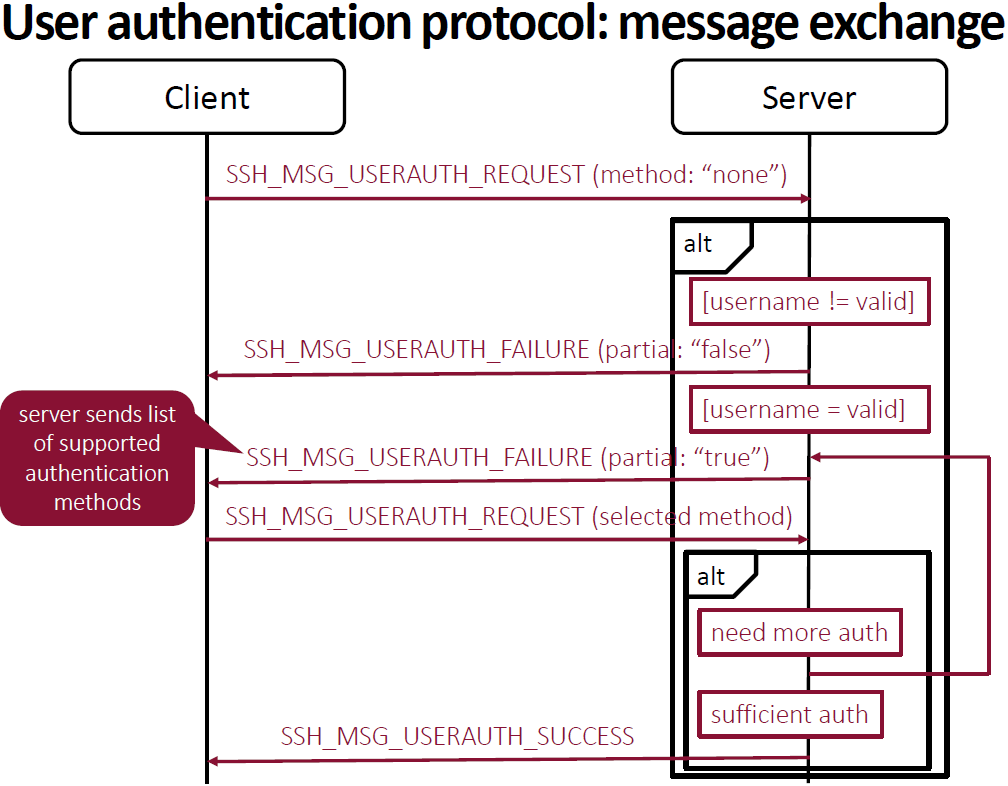 User authentication protocol: message exchange
Client
Server
SSH_MSG_USERAUTH_REQUEST (method: “none”)
alt
[username != valid]
SSH_MSG_USERAUTH_FAILURE (partial: “false”)
[username = valid]
server sends list
of supported
authentication
methods
SSH_MSG_USERAUTH_FAILURE (partial: “true”)
SSH_MSG_USERAUTH_REQUEST (selected method)
alt
need more auth
sufficient auth
SSH_MSG_USERAUTH_SUCCESS